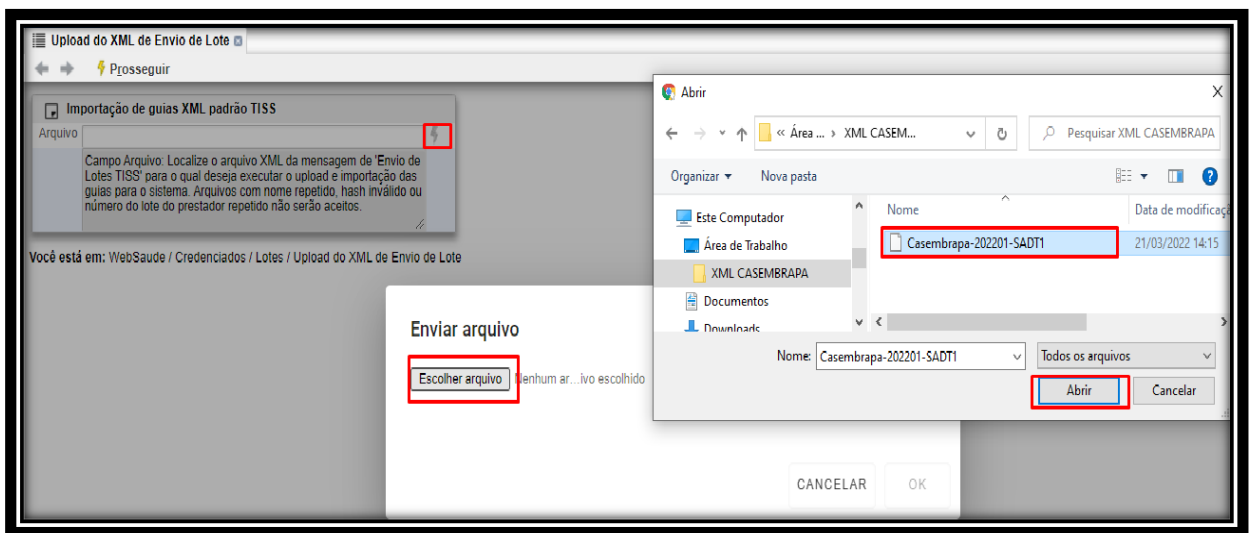 Upload do XML de Envio de Lote
Prosseguir
Importação de guias XML padrão TISS
Arquivo
Campo Arquivo: Localize o arquivo XML da mensagem de 'Envio de
Lotes TISS' para o qual deseja executar o upload e importação das
guias para o sistema. Arquivos com nome repetido, hash inválido ou
número do lote do prestador repetido não serão aceitos.
Você está em: WebSaude / Credenciados / Lotes / Upload do XML de Envio de Lote
Enviar arquivo
Escolher arquivo Nenhum ar...ivo escolhido
CANCELAR OK
Abrir X
« Área ... › XML CASEM... Pesquisar XML CASEMBRAPA
Organizar Nova pasta ?
Este Computador
Área de Trabalho
XML CASEMBRAPA
Documentos
Downloads
Nome Data de modificaçã
Casembrapa-202201-SADT1 21/03/2022 14:15
Nome: Casembrapa-202201-SADT1 Todos os arquivos
Abrir Cancelar